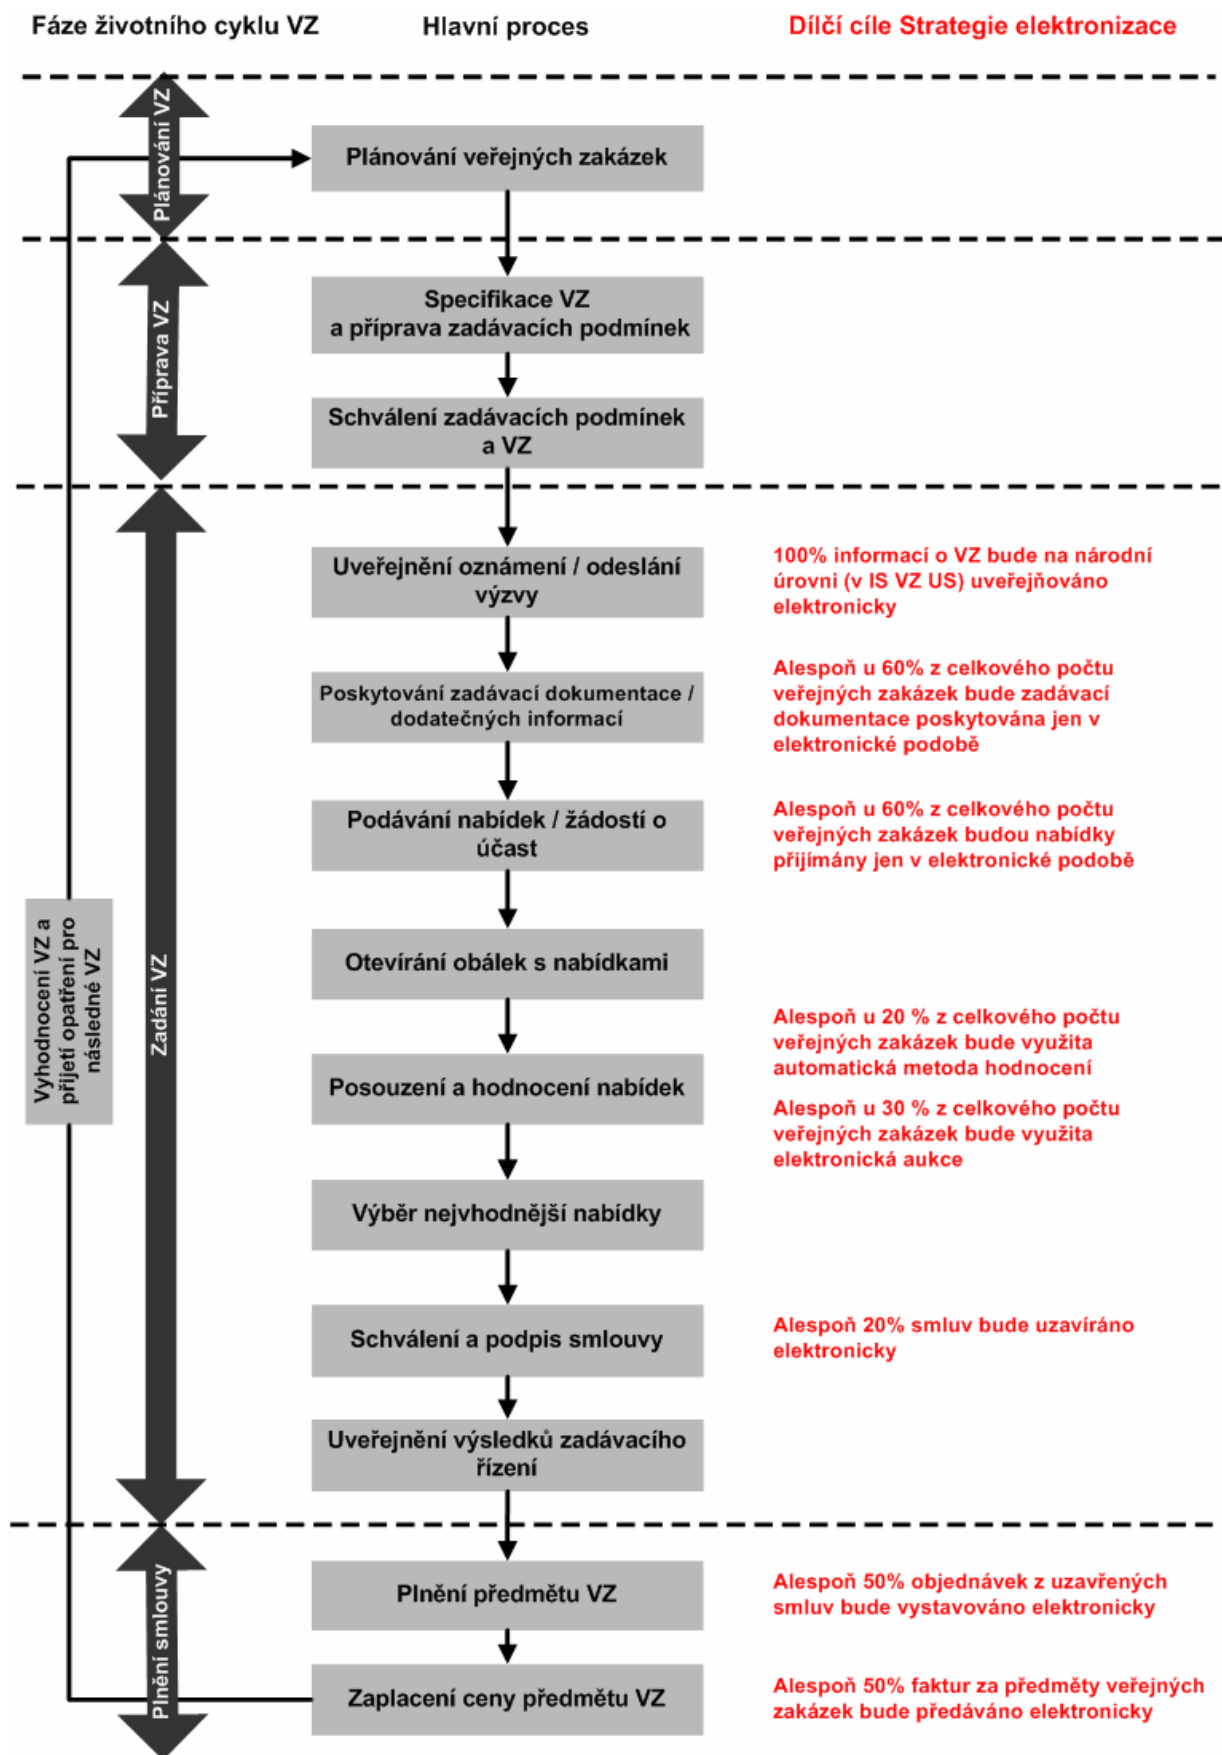 Fáze životního cyklu VZ
Hlavní proces
Dílčí cíle Strategie elektronizace
Plánování VZ
Plánování veřejných zakázek
Příprava VZ
Specifikace VZ
a příprava zadávacích podmínek
Schválení zadávacích podmínek
a VZ
Zadání VZ
Uveřejnění oznámení / odeslání
výzvy
100% informací o VZ bude na národní
úrovni (v IS VZ US) uveřejňováno
elektronicky
Poskytování zadávací dokumentace /
dodatečných informací
Alespoň u 60% z celkového počtu
veřejných zakázek bude zadávací
dokumentace poskytována jen v
elektronické podobě
Podávání nabídek / žádostí o
účast
Alespoň u 60% z celkového počtu
veřejných zakázek budou nabídky
přijímány jen v elektronické podobě
Otevírání obálek s nabídkami
Posouzení a hodnocení nabídek
Alespoň u 20 % z celkového počtu
veřejných zakázek bude využita
automatická metoda hodnocení
Alespoň u 30 % z celkového počtu
veřejných zakázek bude využita
elektronická aukce
Výběr nejvhodnější nabídky
Schválení a podpis smlouvy
Alespoň 20% smluv bude uzavíráno
elektronicky
Uveřejnění výsledků zadávacího
řízení
Plnění smlouvy
Plnění předmětu VZ
Alespoň 50% objednávek z uzavřených
smluv bude vystavováno elektronicky
Zaplacení ceny předmětu VZ
Alespoň 50% faktur za předměty veřejných
zakázek bude předáváno elektronicky
Vyhodnocení VZ a
přijetí opatření pro
následné VZ